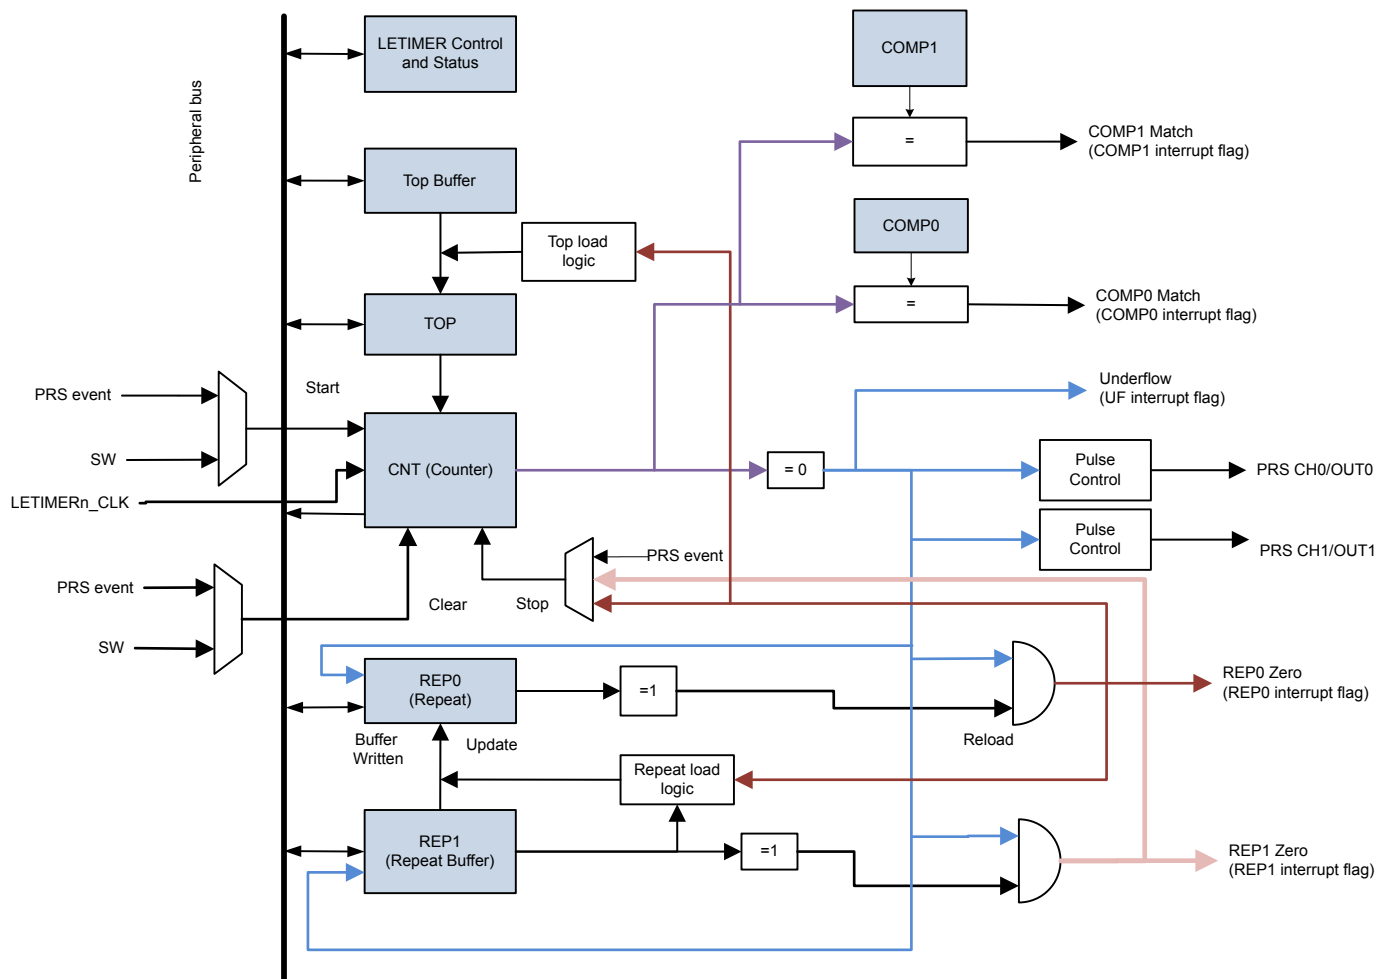 LETIMER Control
and Status
COMP1
Peripheral bus
=
COMP1 Match
(COMP1 interrupt flag)
Top Buffer
COMP0
Top load
logic
=
COMP0 Match
(COMP0 interrupt flag)
TOP
PRS event
Start
Underflow
(UF interrupt flag)
SW
CNT (Counter)
= 0
Pulse
Control
PRS CH0/OUT0
LETIMERn_CLK
Pulse
Control
PRS CH1/OUT1
PRS event
PRS event
Clear
Stop
SW
REP0
(Repeat)
=1
REP0 Zero
(REP0 interrupt flag)
Buffer
Written
Update
Reload
Repeat load
logic
REP1
(Repeat Buffer)
=1
REP1 Zero
(REP1 interrupt flag)